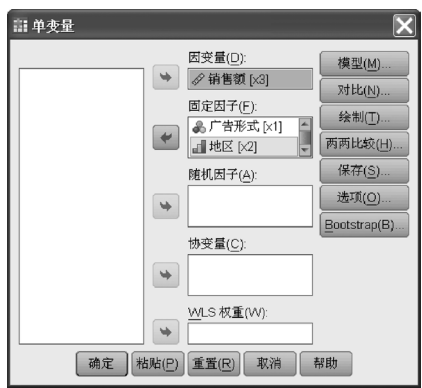 单变量
因变量(D):
销售额 [x3]
固定因子(F):
广告形式 [x1]
地区 [x2]
随机因子(A):
协变量(C):
WLS 权重(W):
模型(M)...
对比(N)...
绘制(T)...
两两比较(H)...
保存(S)...
选项(O)...
Bootstrap(B)...
确定 粘贴(P) 重置(R) 取消 帮助